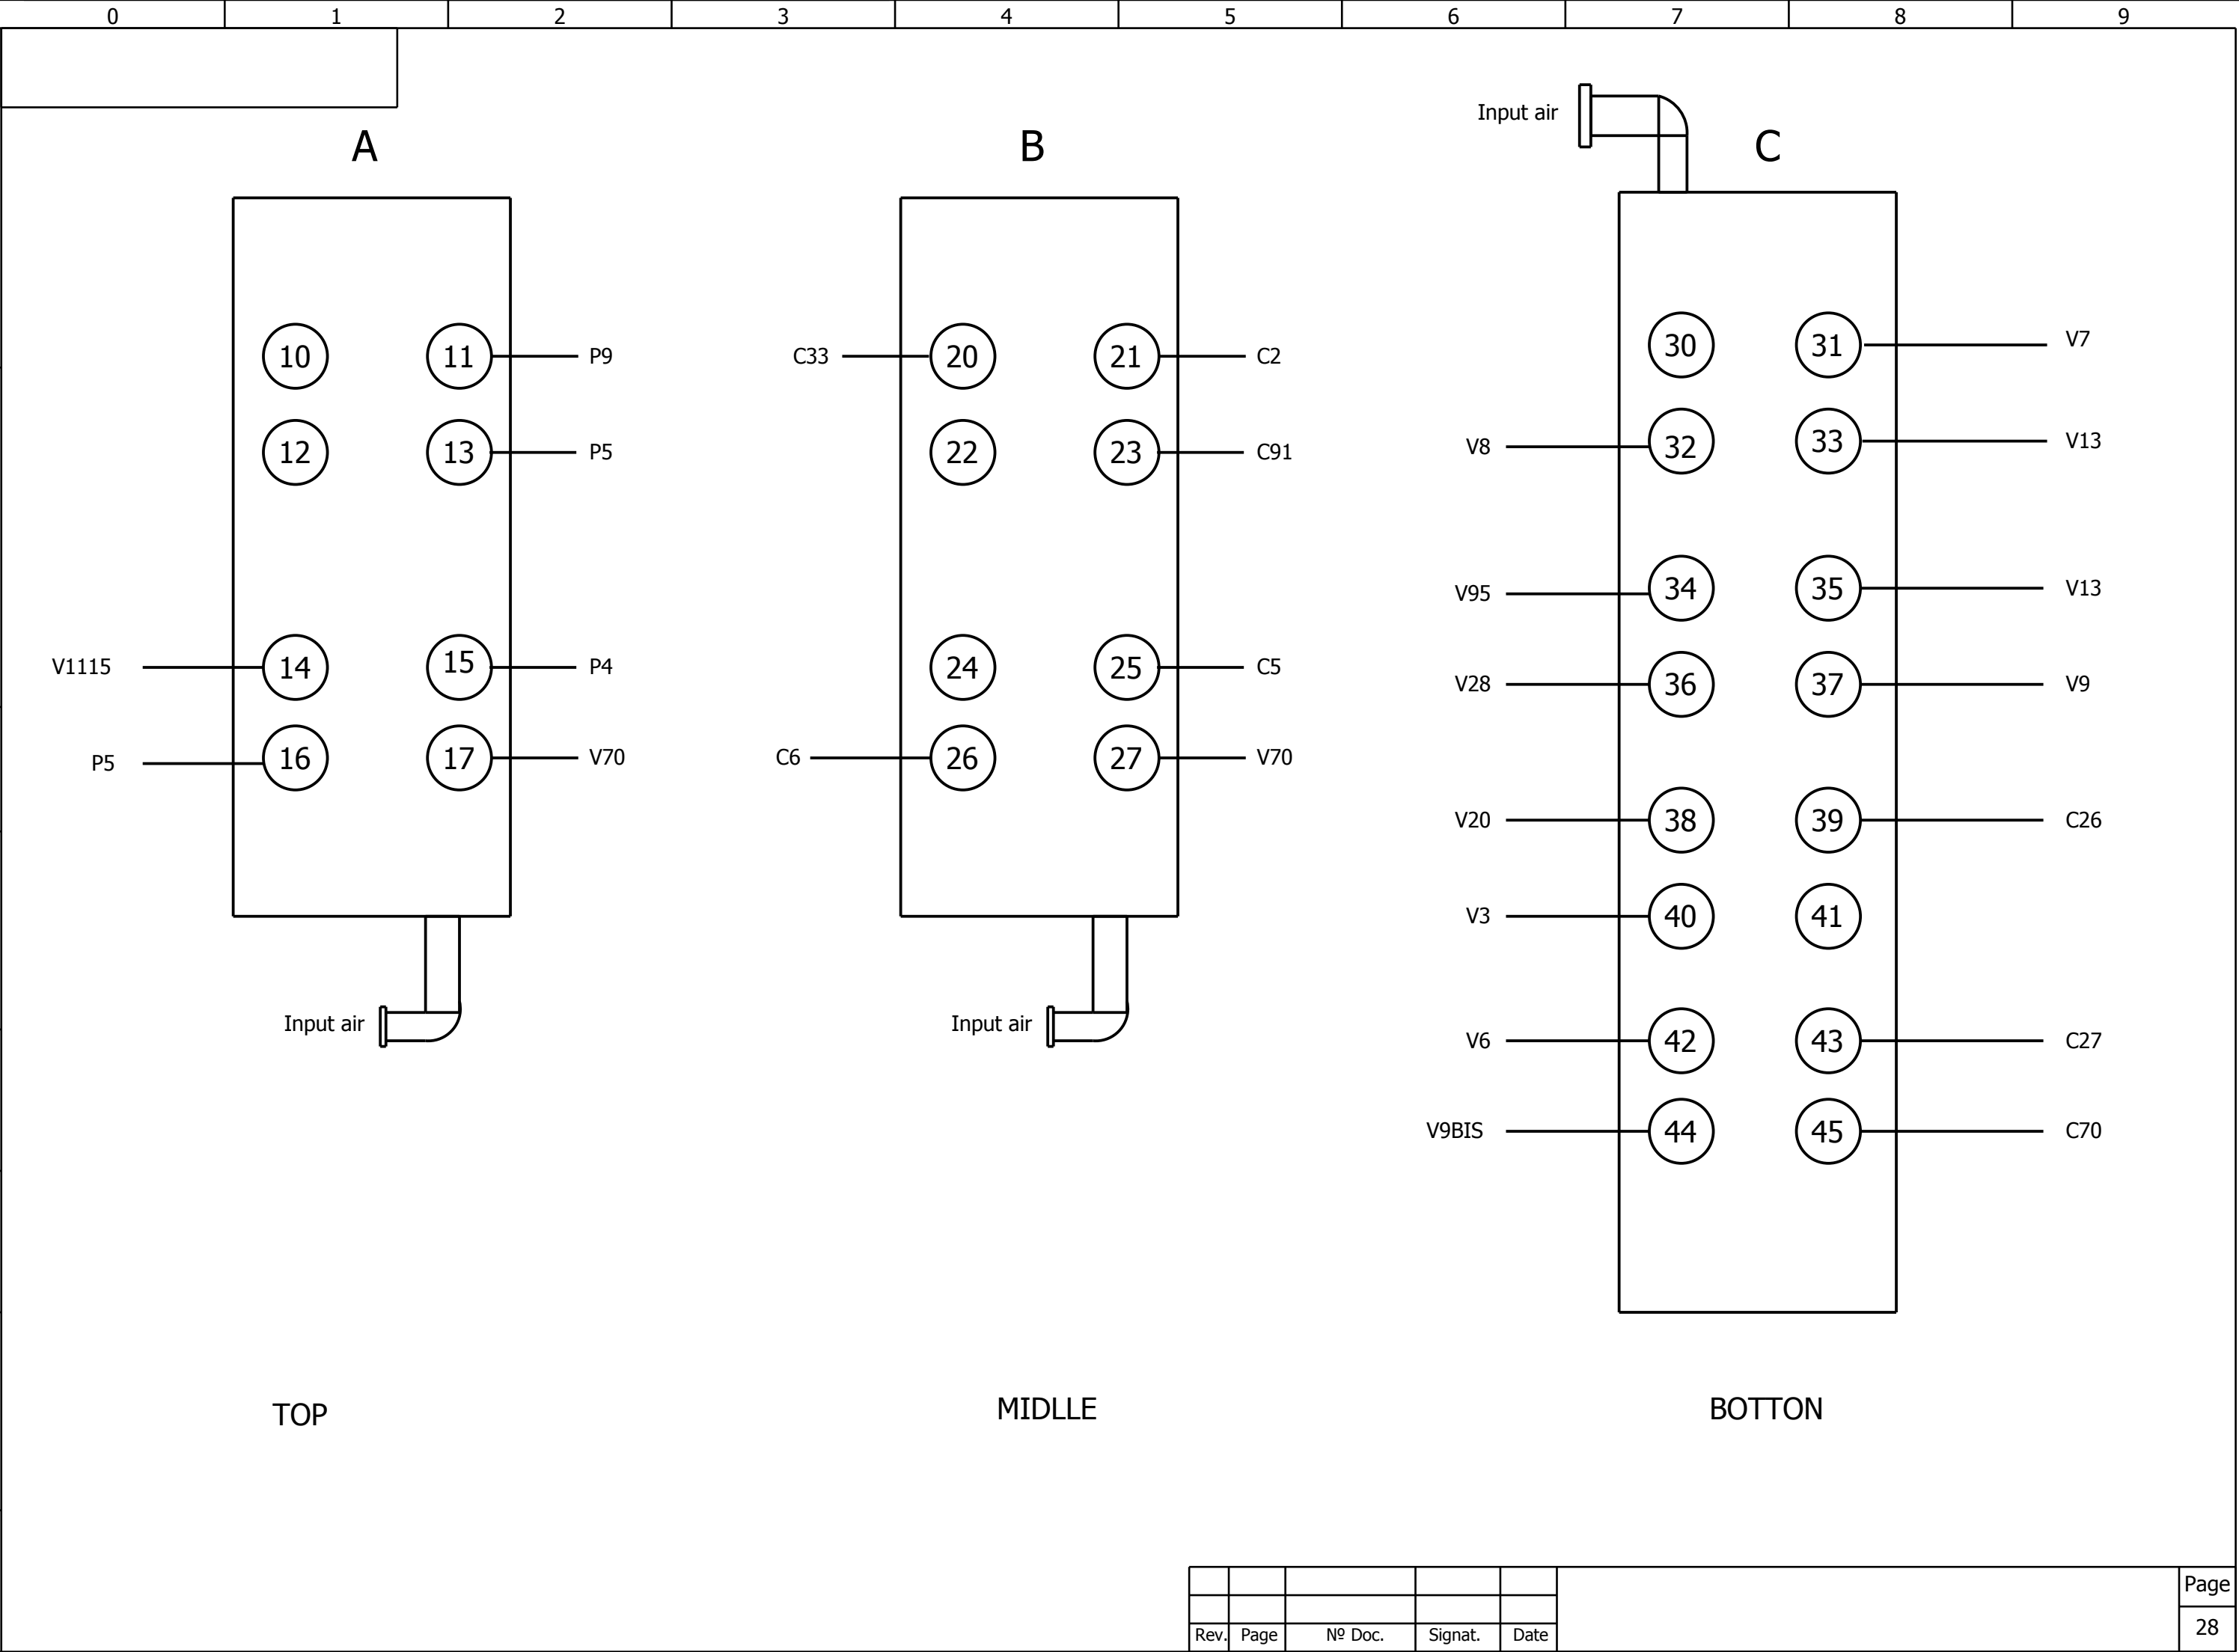 0 1 2 3 4 5 6 7 8 9
Input air
A B C
10 11 P9
12 13 P5
V1115 14 15 P4
P5 16 17 V70
Input air
C33 20 21 C2
22 23 C91
24 25 C5
C6 26 27 V70
Input air
30 31 V7
V8 32 33 V13
V95 34 35 V13
V28 36 37 V9
V20 38 39 C26
V3 40 41
V6 42 43 C27
V9BIS 44 45 C70
TOP MIDLLE BOTTON
Rev. Page Nº Doc. Signat. Date
Page
28